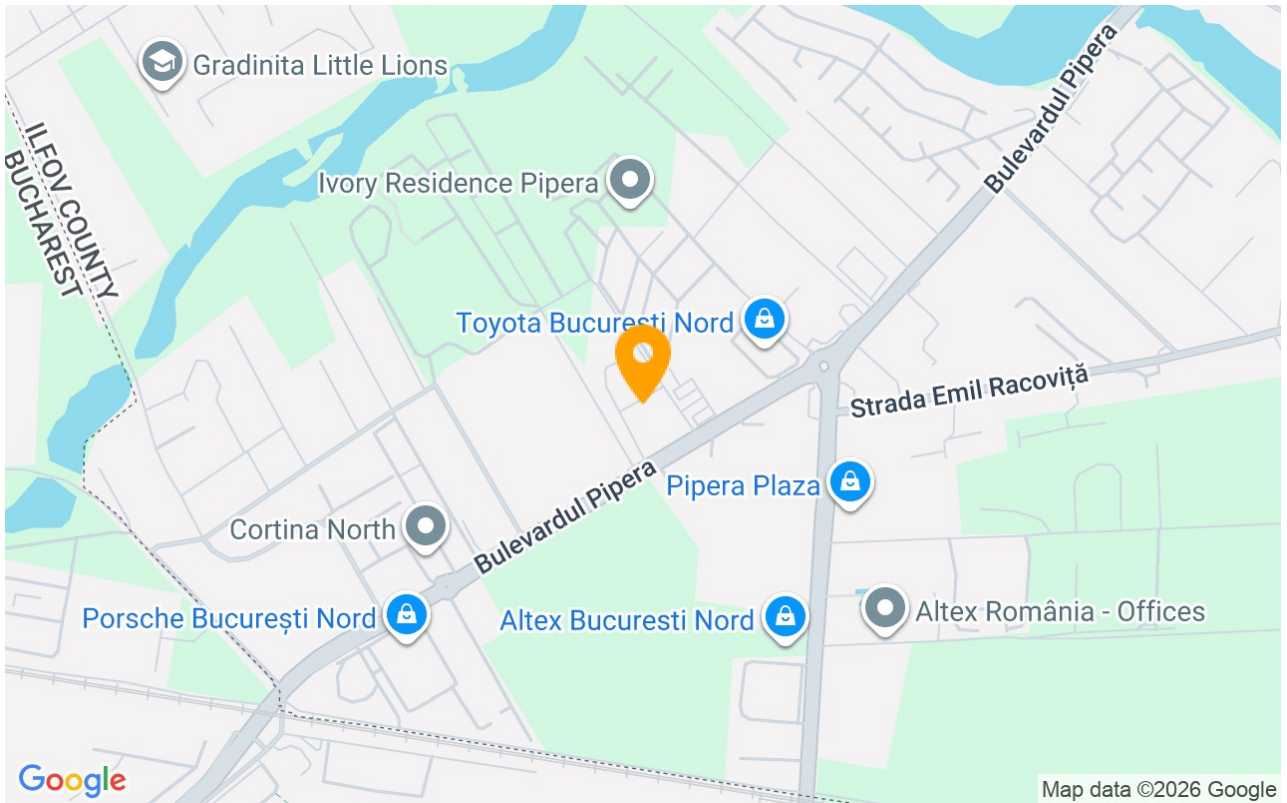 Gradinita Little Lions
Bulevardul Pipera
ILFOV COUNTY
BUCHAREST
Ivory Residence Pipera
Toyota București Nord
Strada Emil Racoviță
Bulevardul Pipera
Pipera Plaza
Cortina North
Porsche București Nord
Altex Bucuresti Nord
Altex România - Offices
Google
Map data ©2026 Google